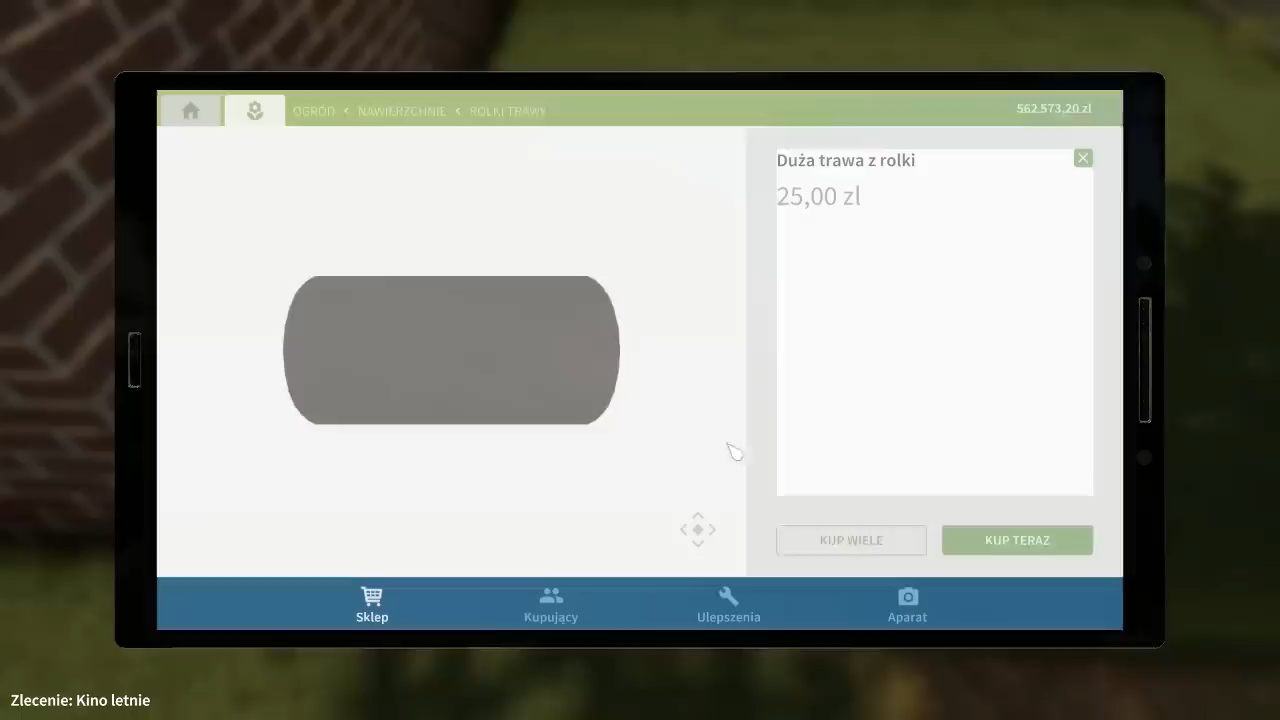 OGRÓD < NAWIERZCHNIE < ROLKI TRAWY
562 573,20 zl
Duża trawa z rolki
25,00 zl
KUP WIELE
KUP TERAZ
Sklep
Kupujący
Ulepszenia
Aparat
Zlecenie: Kino letnie